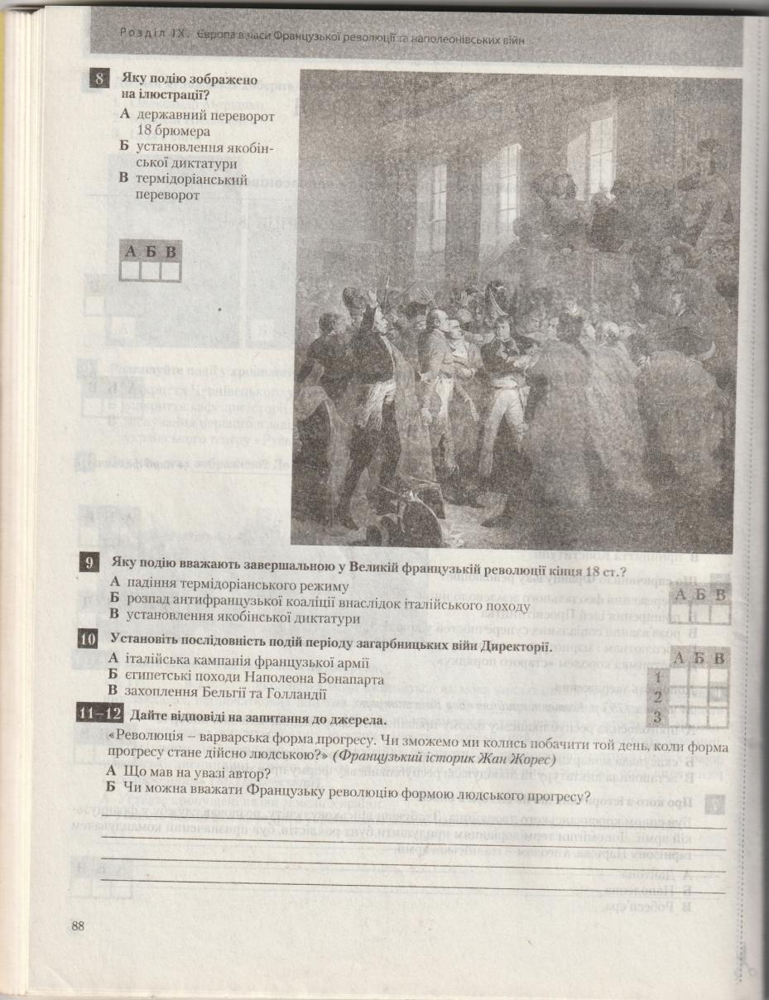 Розділ IX. Європа в часи Французької революції та наполеонівських війн
8 Яку подію зображено
на ілюстрації?
А державний переворот
18 брюмера
Б установлення якобін-
ської диктатури
В термідоріанський
переворот
А Б В
9 Яку подію вважають завершальною у Великій французькій революції кінця 18 ст.?
А падіння термідоріанського режиму
Б розпад антифранцузької коаліції внаслідок італійського походу
В установлення якобінської диктатури
А Б В
10 Установіть послідовність подій періоду загарбницьких війн Директорії.
А італійська кампанія французької армії
Б єгипетські походи Наполеона Бонапарта
В захоплення Бельгії та Голландії
А Б В
1
2
3
11–12 Дайте відповіді на запитання до джерела.
«Революція – варварська форма прогресу. Чи зможемо ми колись побачити той день, коли форма
прогресу стане дійсно людською?» (Французький історик Жан Жорес)
А Що мав на увазі автор?
Б Чи можна вважати Французьку революцію формою людського прогресу?
88